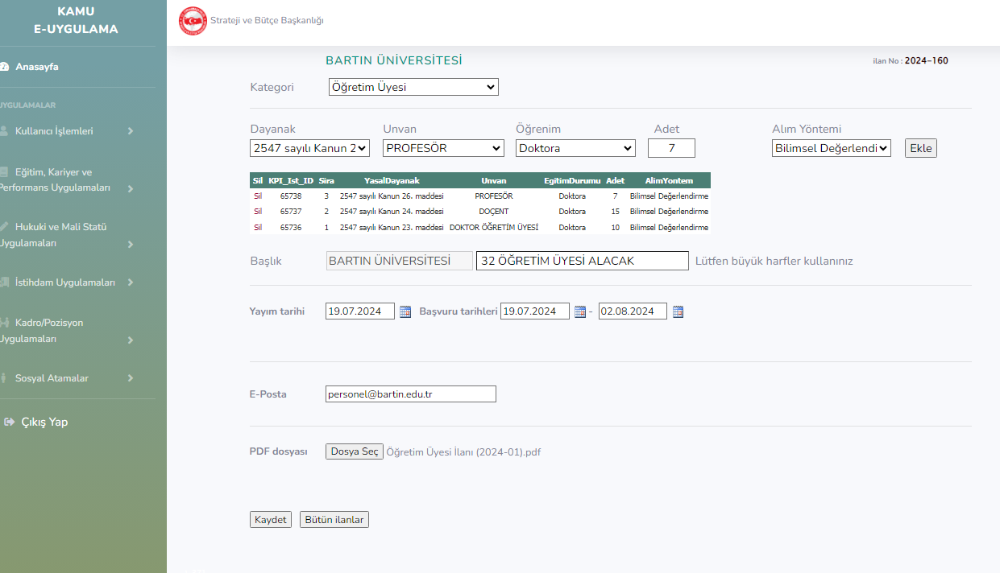 KAMU
E-UYGULAMA
Anasayfa
UYGULAMALAR
Kullanıcı İşlemleri
Eğitim, Kariyer ve
Performans Uygulamaları
Hukuki ve Mali Statü
Uygulamaları
İstihdam Uygulamaları
Kadro/Pozisyon
Uygulamaları
Sosyal Atamalar
Çıkış Yap
Strateji ve Bütçe Başkanlığı
BARTIN ÜNİVERSİTESİ
ilan No : 2024-160
Kategori Öğretim Üyesi
Dayanak Unvan Öğrenim Adet Alım Yöntemi
2547 sayılı Kanun 2 PROFESÖR Doktora 7 Bilimsel Değerlendi Ekle
Sil KPI_Ist_ID Sira YasalDayanak Unvan EgitimDurumu Adet AlimYontem
Sil 65738 3 2547 sayılı Kanun 26. maddesi PROFESÖR Doktora 7 Bilimsel Değerlendirme
Sil 65737 2 2547 sayılı Kanun 24. maddesi DOÇENT Doktora 15 Bilimsel Değerlendirme
Sil 65736 1 2547 sayılı Kanun 23. maddesi DOKTOR ÖĞRETİM ÜYESİ Doktora 10 Bilimsel Değerlendirme
Başlık BARTIN ÜNİVERSİTESİ 32 ÖĞRETİM ÜYESİ ALACAK Lütfen büyük harfler kullanınız
Yayım tarihi 19.07.2024 Başvuru tarihleri 19.07.2024 - 02.08.2024
E-Posta personel@bartin.edu.tr
PDF dosyası Dosya Seç Öğretim Üyesi İlanı (2024-01).pdf
Kaydet Bütün ilanlar